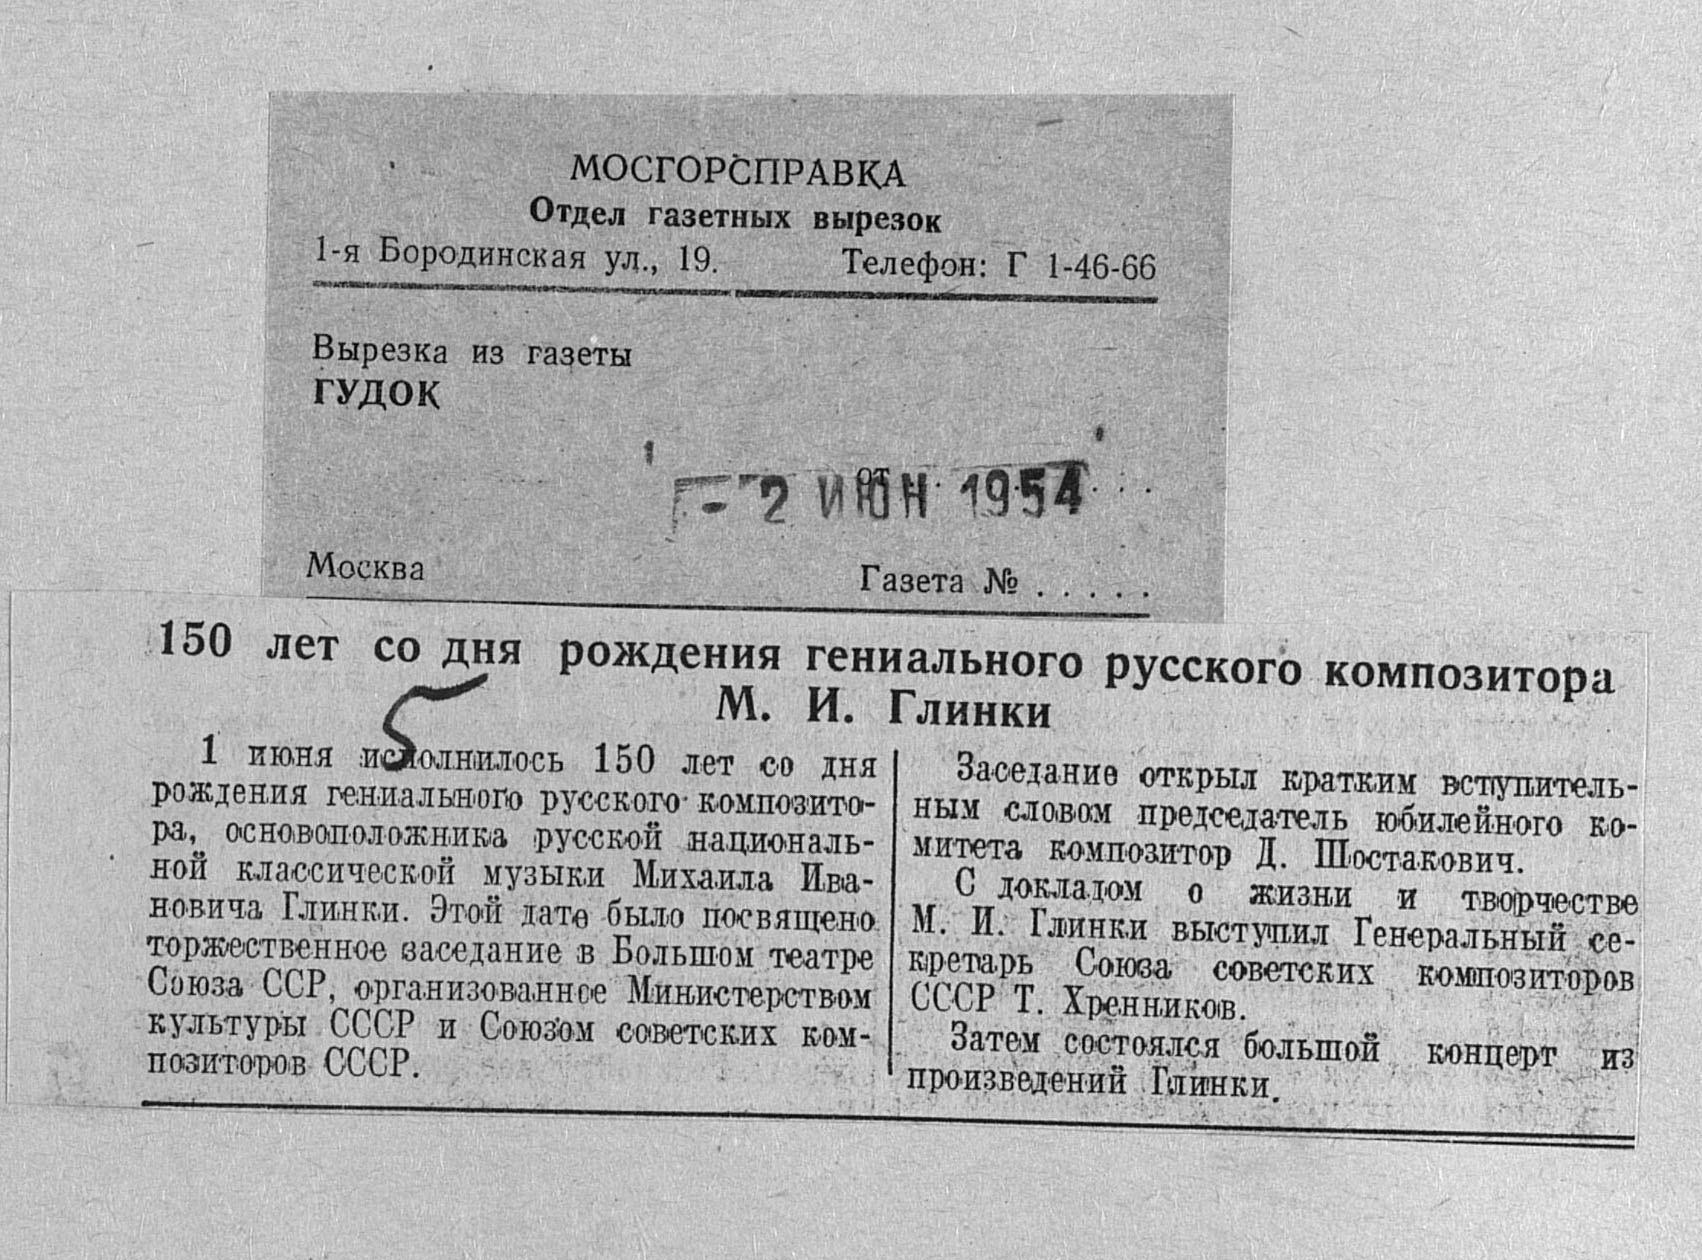 МОСГОРСПРАВКА
Отдел газетных вырезок
1-я Бородинская ул., 19. Телефон: Г 1-46-66
Вырезка из газеты
ГУДОК
от . . .
- 2 ИЮН 1954
Москва Газета № . . . . .
150 лет со дня рождения гениального русского композитора
М. И. Глинки
1 июня исполнилось 150 лет со дня
рождения гениального русского композито-
ра, основоположника русской националь-
ной классической музыки Михаила Ива-
новича Глинки. Этой дате было посвящено
торжественное заседание в Большом театре
Союза ССР, организованное Министерством
культуры СССР и Союзом советских ком-
позиторов СССР.
Заседание открыл кратким вступитель-
ным словом председатель юбилейного ко-
митета композитор Д. Шостакович.
С докладом о жизни и творчестве
М. И. Глинки выступил Генеральный се-
кретарь Союза советских композиторов
СССР Т. Хренников.
Затем состоялся большой концерт из
произведений Глинки.